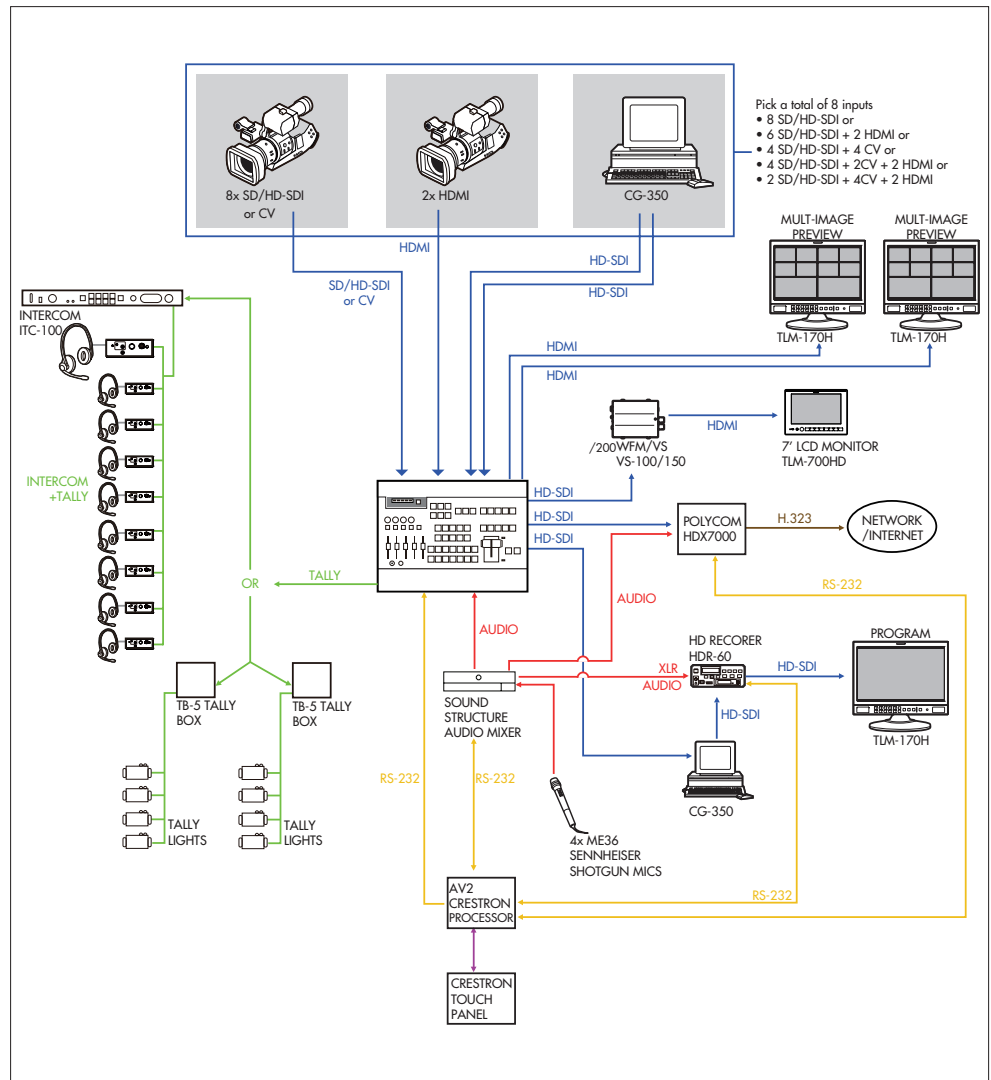 8x SD/HD-SDI
or CV
2x HDMI
CG-350
Pick a total of 8 inputs
• 8 SD/HD-SDI or
• 6 SD/HD-SDI + 2 HDMI or
• 4 SD/HD-SDI + 4 CV or
• 4 SD/HD-SDI + 2CV + 2 HDMI or
• 2 SD/HD-SDI + 4CV + 2 HDMI
HDMI
SD/HD-SDI
or CV
HD-SDI
HD-SDI
MULT-IMAGE
PREVIEW
MULT-IMAGE
PREVIEW
TLM-170H
TLM-170H
HDMI
HDMI
INTERCOM
ITC-100
INTERCOM
+TALLY
/200WFM/VS
VS-100/150
HDMI
7’ LCD MONITOR
TLM-700HD
HD-SDI
HD-SDI
HD-SDI
POLYCOM
HDX7000
H.323
NETWORK
/INTERNET
RS-232
TALLY
OR
AUDIO
AUDIO
TB-5 TALLY
BOX
TB-5 TALLY
BOX
TALLY
LIGHTS
TALLY
LIGHTS
SOUND
STRUCTURE
AUDIO MIXER
XLR
AUDIO
HD RECORER
HDR-60
HD-SDI
PROGRAM
TLM-170H
HD-SDI
CG-350
RS-232
RS-232
4x ME36
SENNHEISER
SHOTGUN MICS
RS-232
AV2
CRESTRON
PROCESSOR
CRESTRON
TOUCH
PANEL